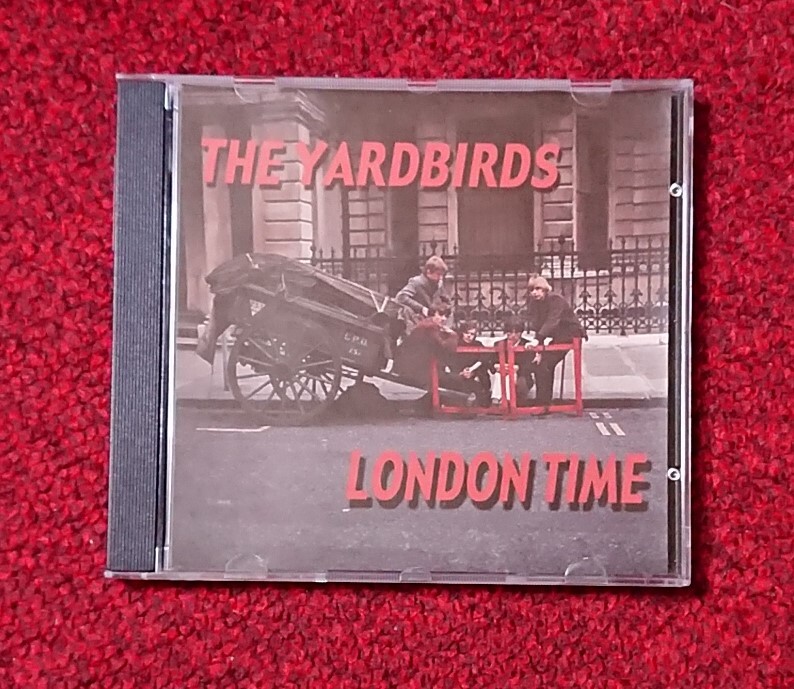 THE YARDBIRDS
G.P.O.
LONDON TIME